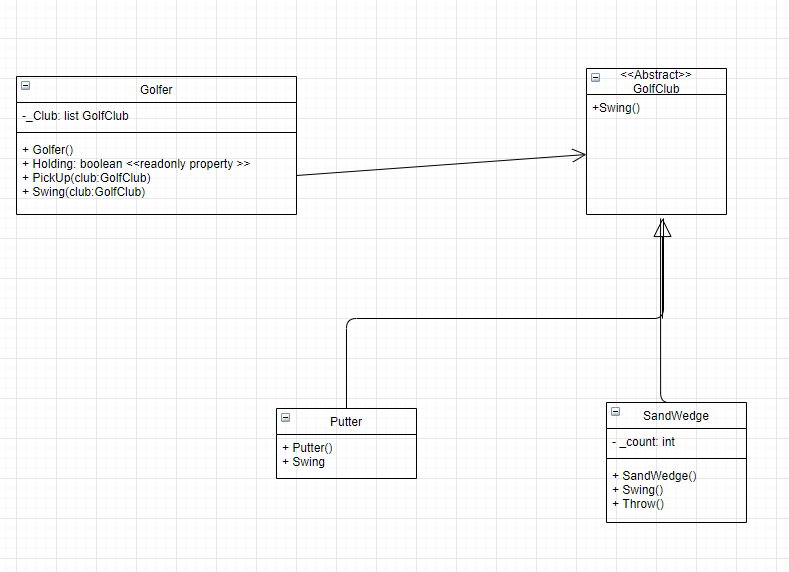 Golfer
-_Club: list GolfClub
+ Golfer()
+ Holding: boolean <<readonly property >>
+ PickUp(club:GolfClub)
+ Swing(club:GolfClub)
<<Abstract>>
GolfClub
+Swing()
Putter
+ Putter()
+ Swing
SandWedge
- _count: int
+ SandWedge()
+ Swing()
+ Throw()